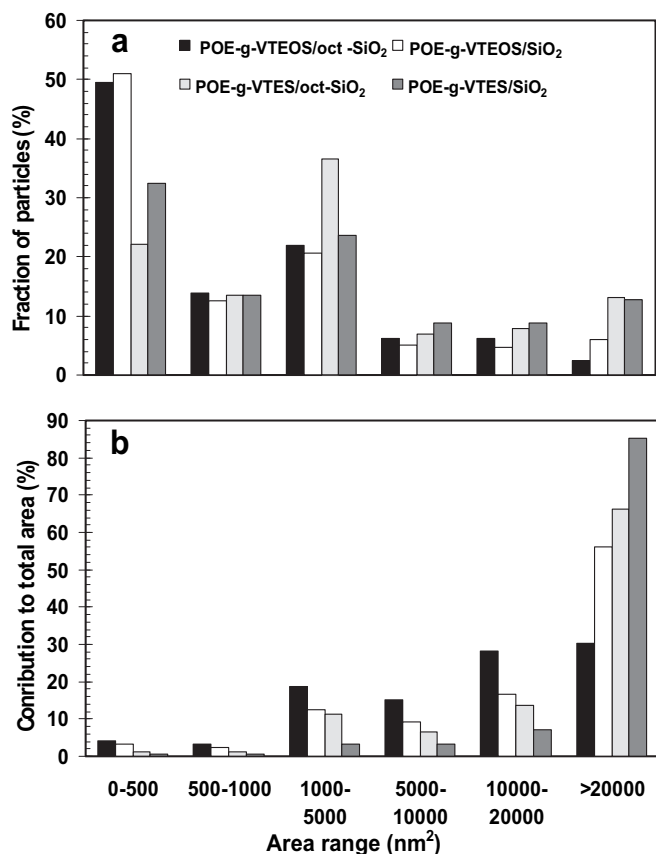 a
POE-g-VTEOS/oct -SiO₂ POE-g-VTEOS/SiO₂
POE-g-VTES/oct-SiO₂ POE-g-VTES/SiO₂
Fraction of particles (%)
60
50
40
30
20
10
0
b
Conribution to total area (%)
90
80
70
60
50
40
30
20
10
0
0-500 500-1000 1000-5000 5000-10000 10000-20000 >20000
Area range (nm²)